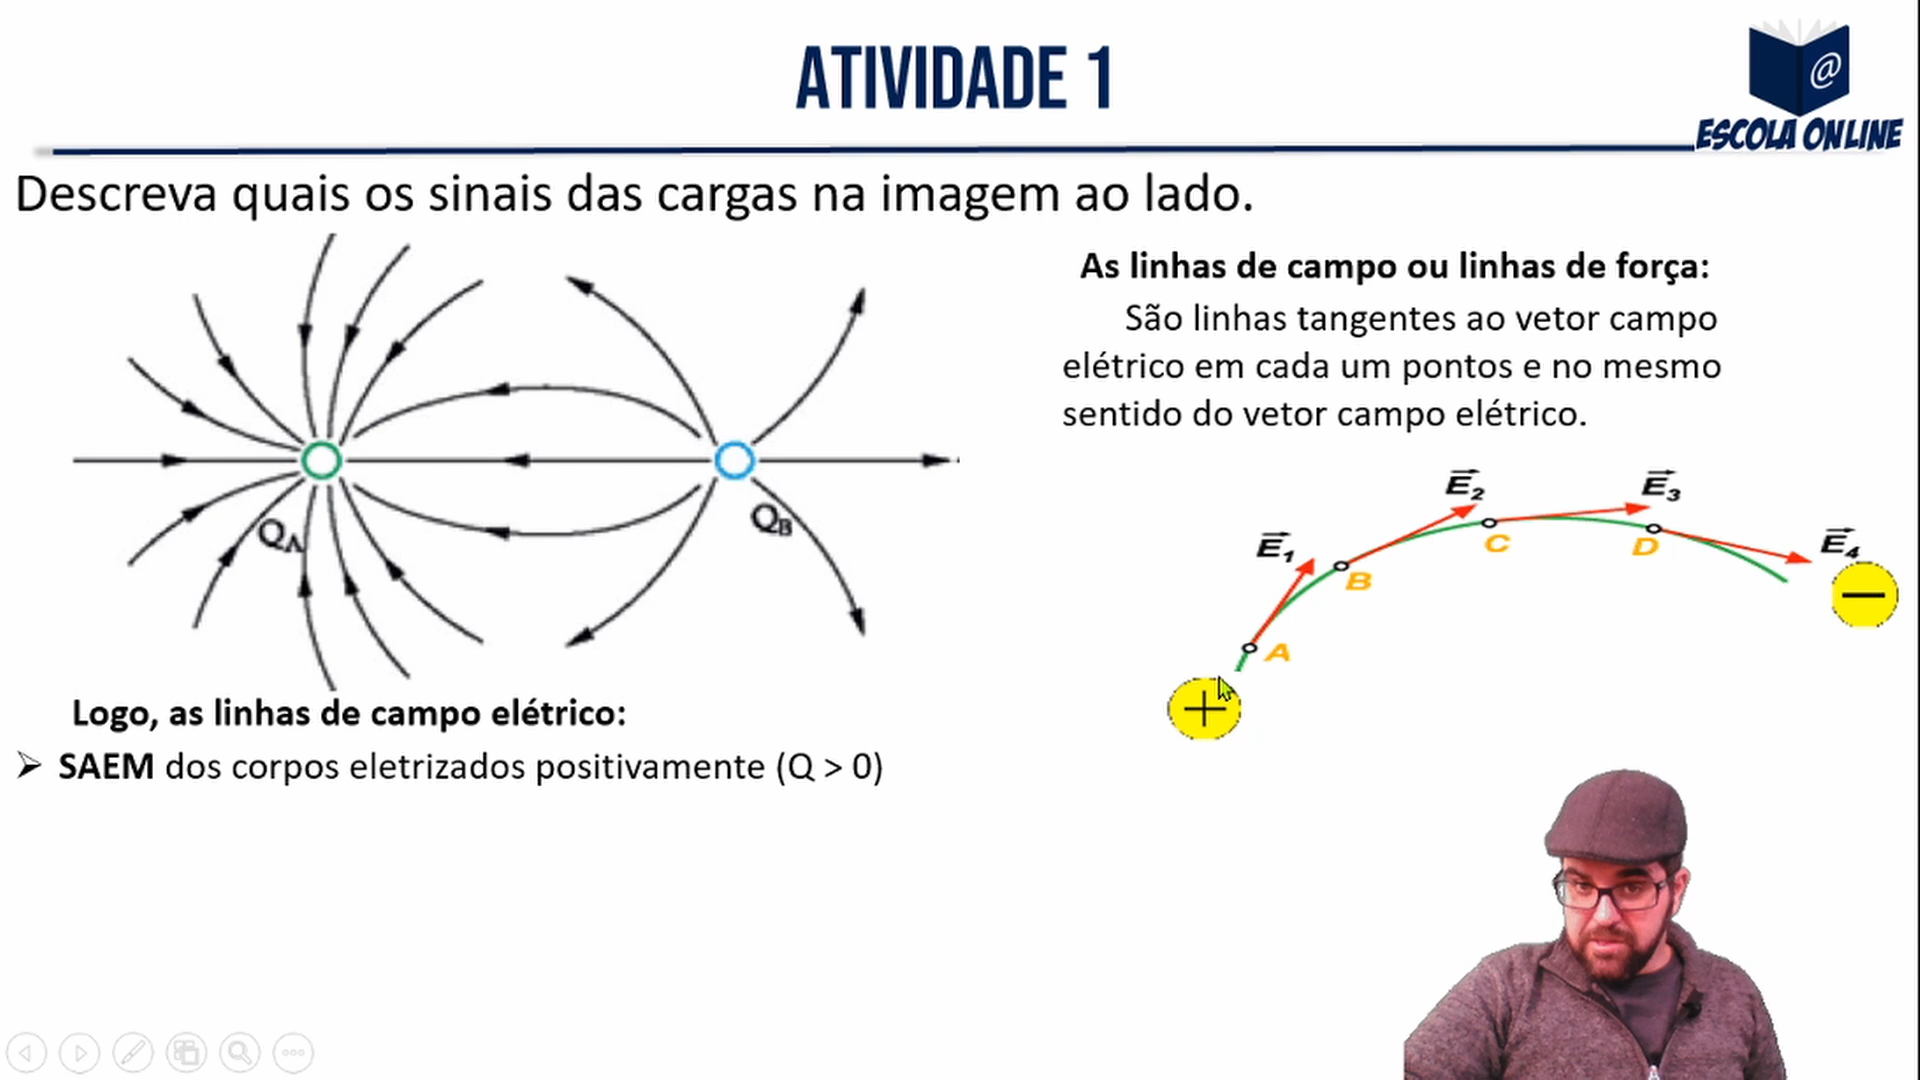 ATIVIDADE 1
@
ESCOLA ONLINE
Descreva quais os sinais das cargas na imagem ao lado.
As linhas de campo ou linhas de força:
São linhas tangentes ao vetor campo
elétrico em cada um pontos e no mesmo
sentido do vetor campo elétrico.
QA
QB
E1
E2
E3
E4
A
B
C
D
+
−
Logo, as linhas de campo elétrico:
➢ SAEM dos corpos eletrizados positivamente (Q > 0)